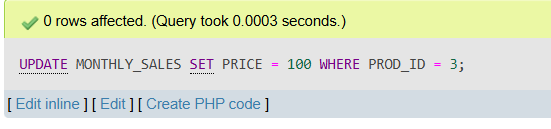 0 rows affected. (Query took 0.0003 seconds.)
UPDATE MONTHLY_SALES SET PRICE = 100 WHERE PROD_ID = 3;
[ Edit inline ] [ Edit ] [ Create PHP code ]